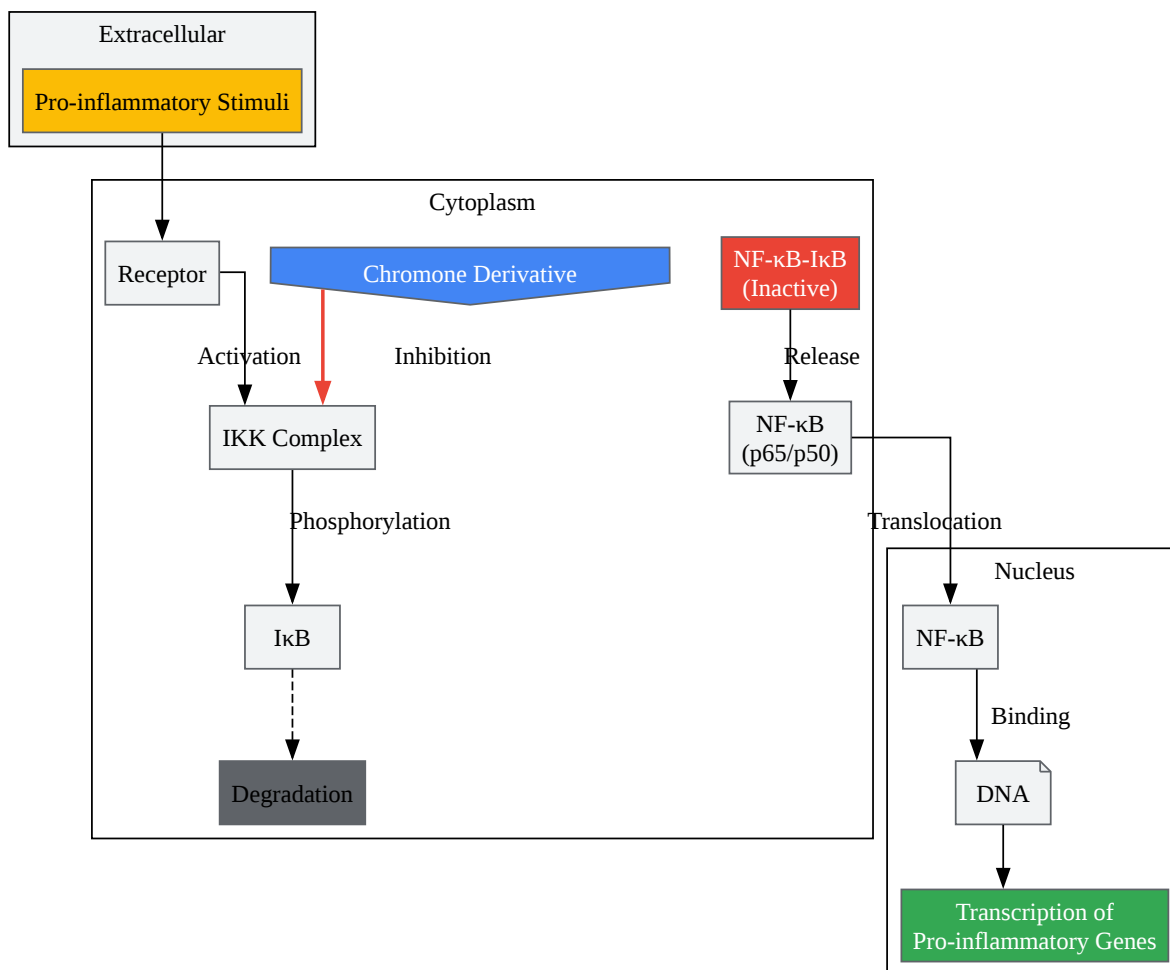 Extracellular
Pro-inflammatory Stimuli
Cytoplasm
Receptor
Chromone Derivative
NF-κB-IκB
(Inactive)
Activation
Inhibition
Release
IKK Complex
NF-κB
(p65/p50)
Phosphorylation
Translocation
Nucleus
IκB
NF-κB
Binding
Degradation
DNA
Transcription of
Pro-inflammatory Genes